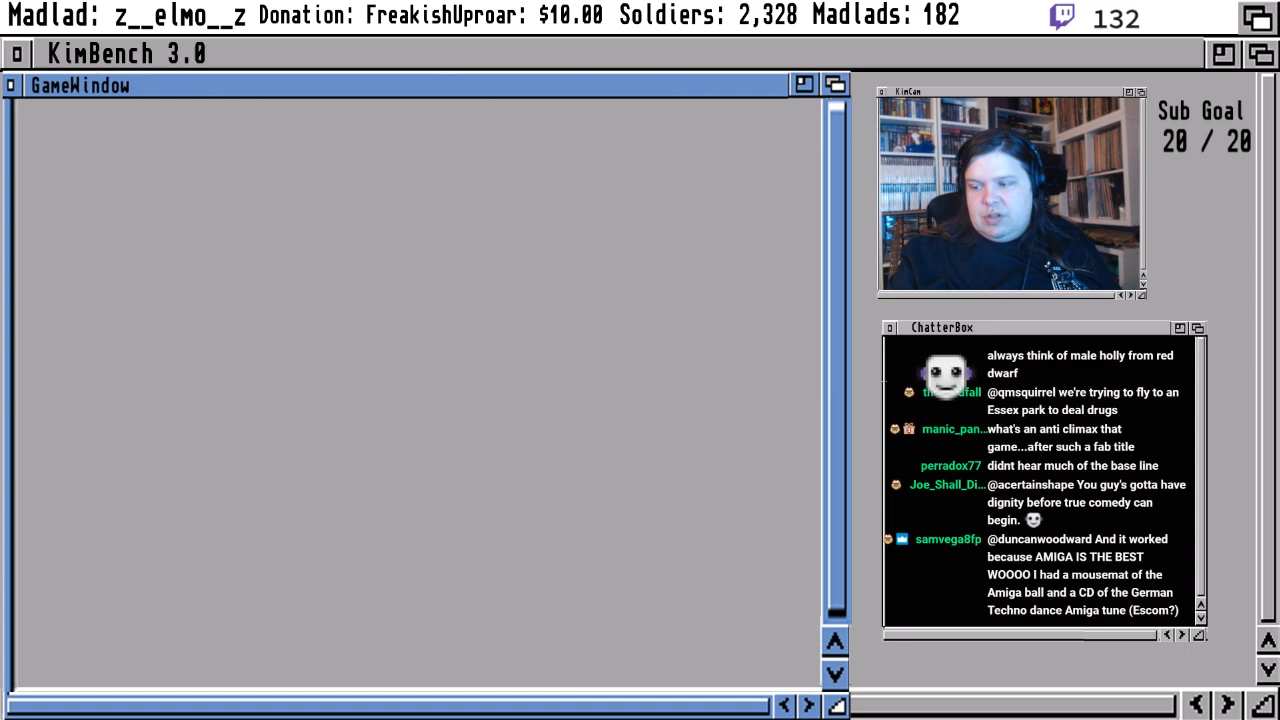 Madlad: z__elmo__z Donation: FreakishUproar: $10.00 Soldiers: 2,328 Madlads: 182
132
KimBench 3.0
GameWindow
KimCam
Sub Goal
20 / 20
ChatterBox
always think of male holly from red
dwarf
@qmsquirrel we're trying to fly to an
Essex park to deal drugs
manic_pan... what's an anti climax that
game...after such a fab title
perradox77 didnt hear much of the base line
Joe_Shall_Di... @acertainshape You guy's gotta have
dignity before true comedy can
begin.
samvega8fp @duncanwoodward And it worked
because AMIGA IS THE BEST
WOOOO I had a mousemat of the
Amiga ball and a CD of the German
Techno dance Amiga tune (Escom?)